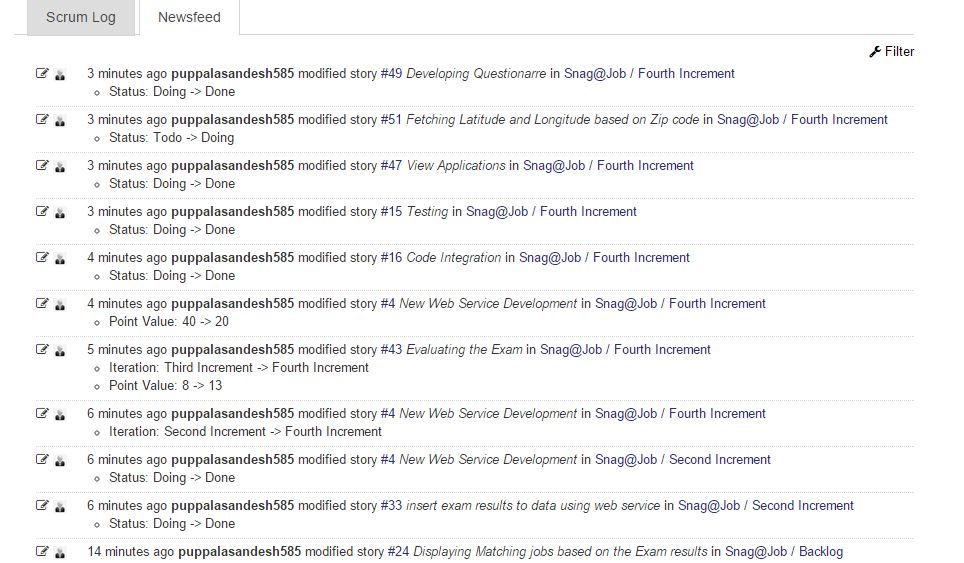 Scrum Log
Newsfeed
Filter
3 minutes ago puppalasandesh585 modified story #49 Developing Questionarre in Snag@Job / Fourth Increment
Status: Doing -> Done
3 minutes ago puppalasandesh585 modified story #51 Fetching Latitude and Longitude based on Zip code in Snag@Job / Fourth Increment
Status: Todo -> Doing
3 minutes ago puppalasandesh585 modified story #47 View Applications in Snag@Job / Fourth Increment
Status: Doing -> Done
3 minutes ago puppalasandesh585 modified story #15 Testing in Snag@Job / Fourth Increment
Status: Doing -> Done
4 minutes ago puppalasandesh585 modified story #16 Code Integration in Snag@Job / Fourth Increment
Status: Doing -> Done
4 minutes ago puppalasandesh585 modified story #4 New Web Service Development in Snag@Job / Fourth Increment
Point Value: 40 -> 20
5 minutes ago puppalasandesh585 modified story #43 Evaluating the Exam in Snag@Job / Fourth Increment
Iteration: Third Increment -> Fourth Increment
Point Value: 8 -> 13
6 minutes ago puppalasandesh585 modified story #4 New Web Service Development in Snag@Job / Fourth Increment
Iteration: Second Increment -> Fourth Increment
6 minutes ago puppalasandesh585 modified story #4 New Web Service Development in Snag@Job / Second Increment
Status: Doing -> Done
6 minutes ago puppalasandesh585 modified story #33 insert exam results to data using web service in Snag@Job / Second Increment
Status: Doing -> Done
14 minutes ago puppalasandesh585 modified story #24 Displaying Matching jobs based on the Exam results in Snag@Job / Backlog